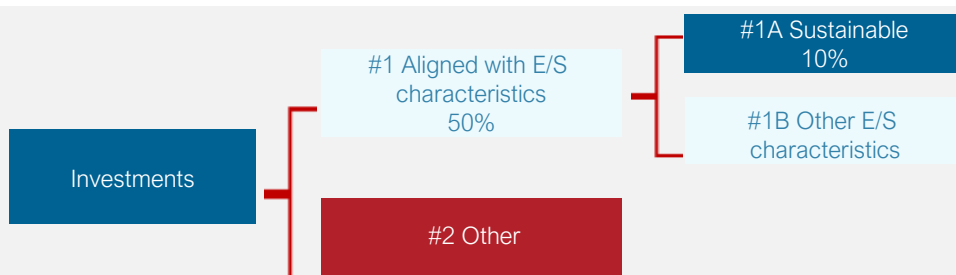 #1A Sustainable
10%
#1 Aligned with E/S
characteristics
50%
#1B Other E/S
characteristics
Investments
#2 Other